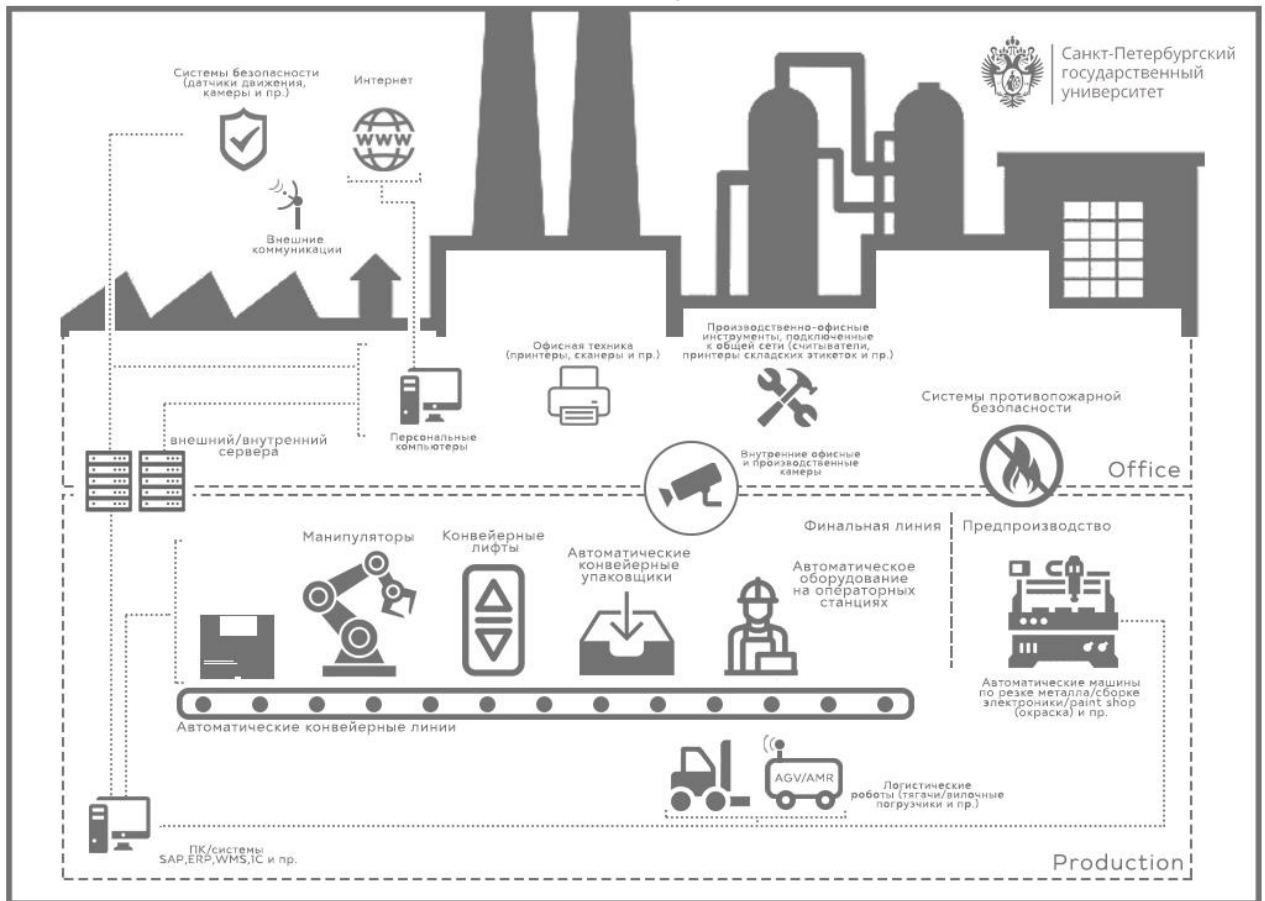 Санкт-Петербургский
государственный
университет
Системы безопасности
(датчики движения,
камеры и пр.)
Интернет
WWW
Внешние
коммуникации
Офисная техника
(принтеры, сканеры и пр.)
Производственно-офисные
инструменты, подключенные
к общей сети (считыватели,
принтеры складских этикеток и пр.)
Системы противопожарной
безопасности
внешний/внутренний
сервера
Персональные
компьютеры
Внутренние офисные
и производственные
камеры
Office
Манипуляторы
Конвейерные
лифты
Автоматические
конвейерные
упаковщики
Финальная линия
Автоматическое
оборудование
на операторных
станциях
Предпроизводство
Автоматические машины
по резке металла/сборке
электроники/paint shop
(окраска) и пр.
Автоматические конвейерные линии
AGV/AMR
Логистические
роботы (тягачи/вилочные
погрузчики и пр.)
ПК/системы
SAP,ERP,WMS,1С и пр.
Production